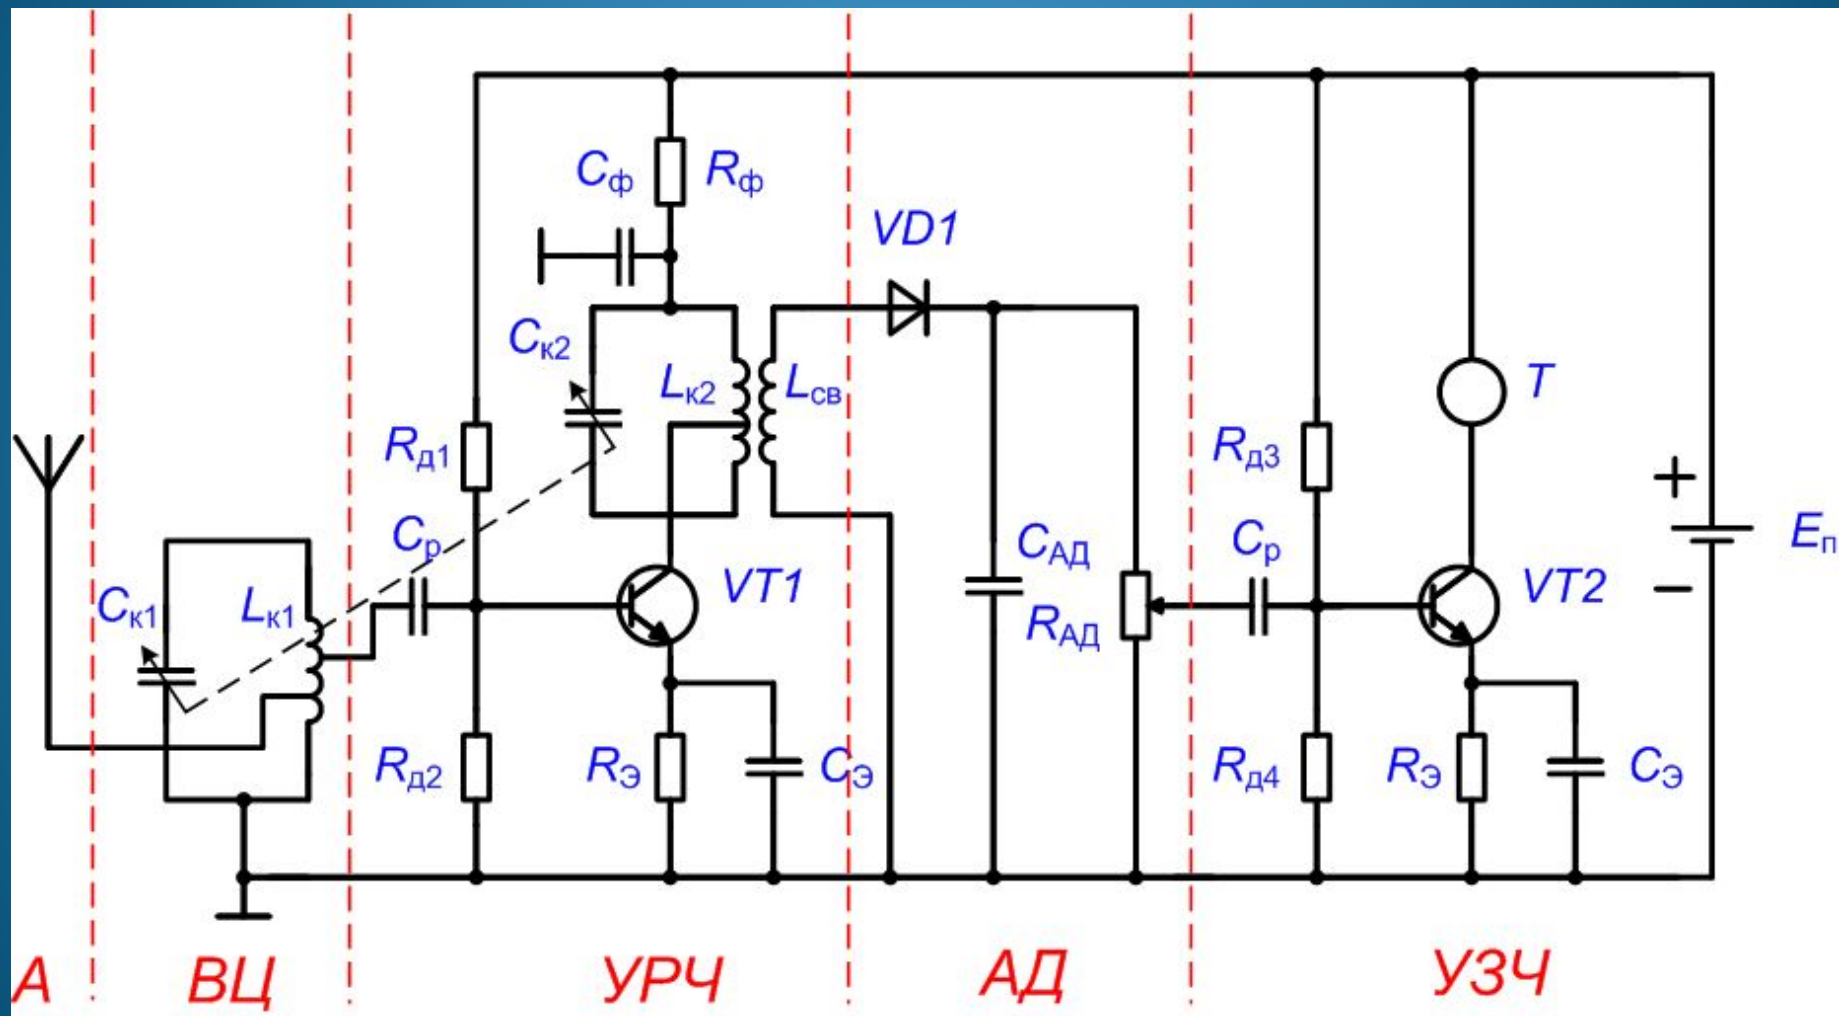 Cф Rф
VD1
Cк2
Lк2 Lсв
T
Rд1
Rд3
+
Eп
Cр
CАД
Cр
Cк1 Lк1
VT1
RАД
VT2
−
Rд2
RЭ
CЭ
Rд4
RЭ
CЭ
А ВЦ УРЧ АД УЗЧ